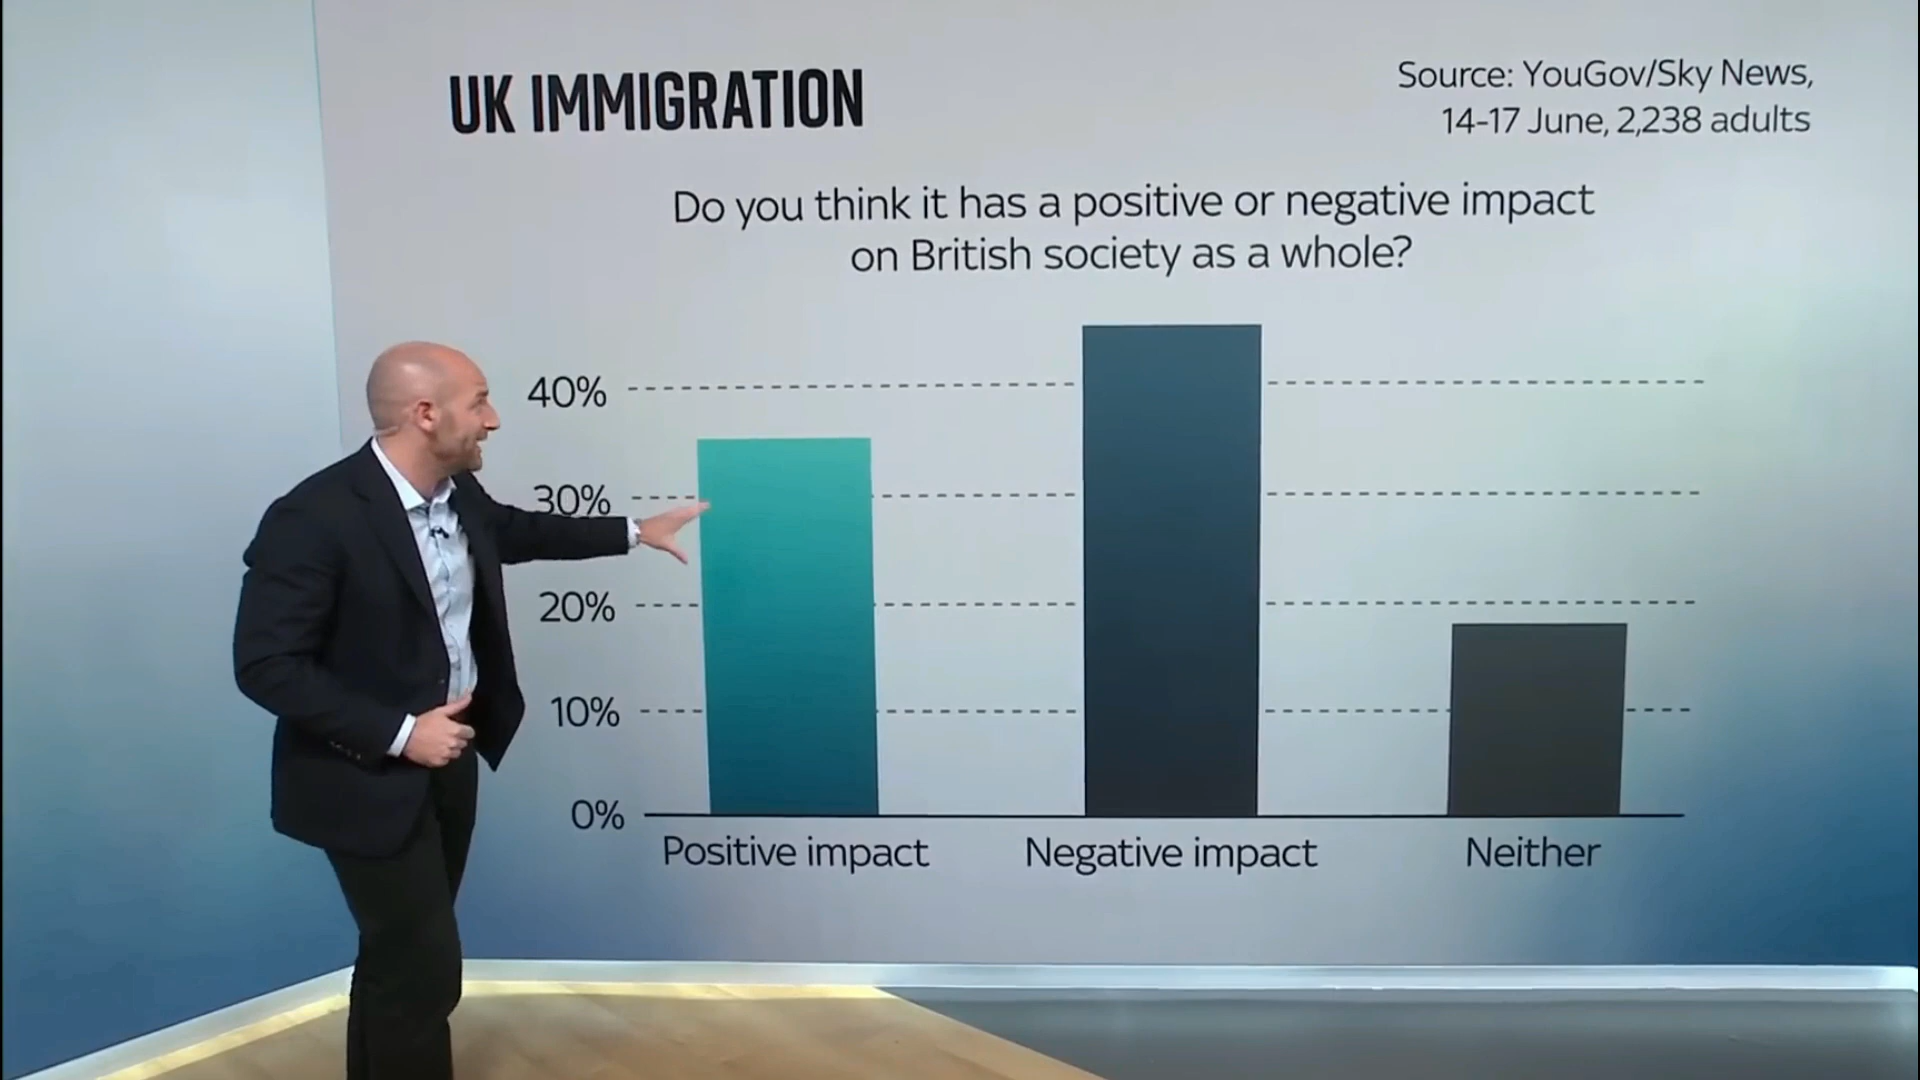 UK IMMIGRATION
Source: YouGov/Sky News,
14-17 June, 2,238 adults
Do you think it has a positive or negative impact
on British society as a whole?
40%
30%
20%
10%
0%
Positive impact
Negative impact
Neither